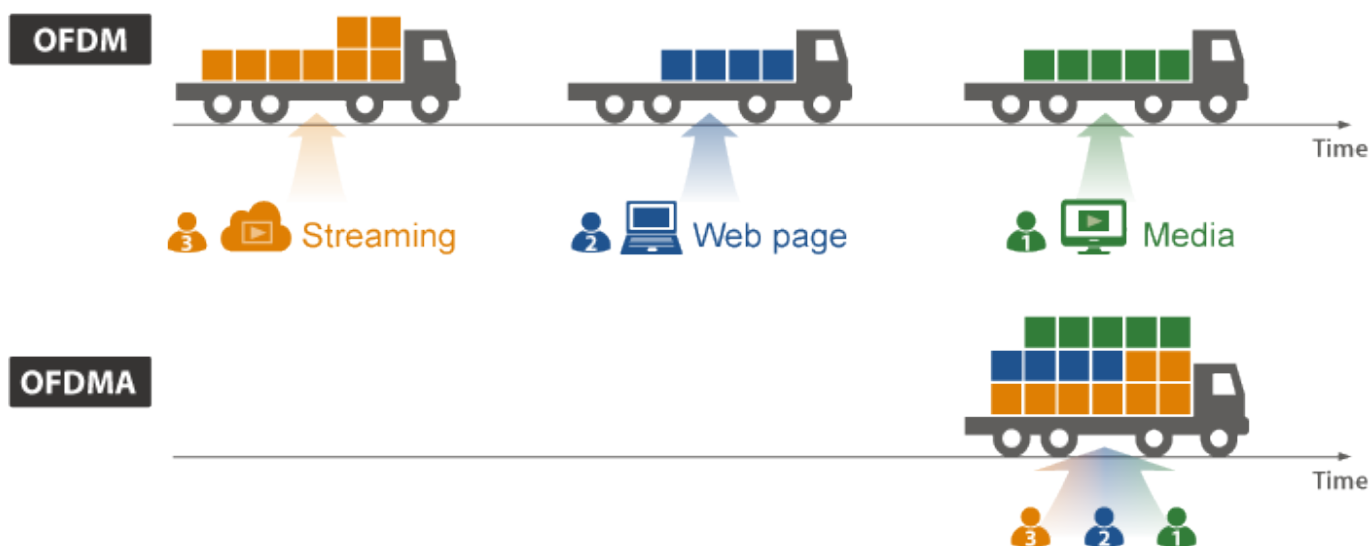 OFDM
Time
3 Streaming
2 Web page
1 Media
OFDMA
Time
3 2 1